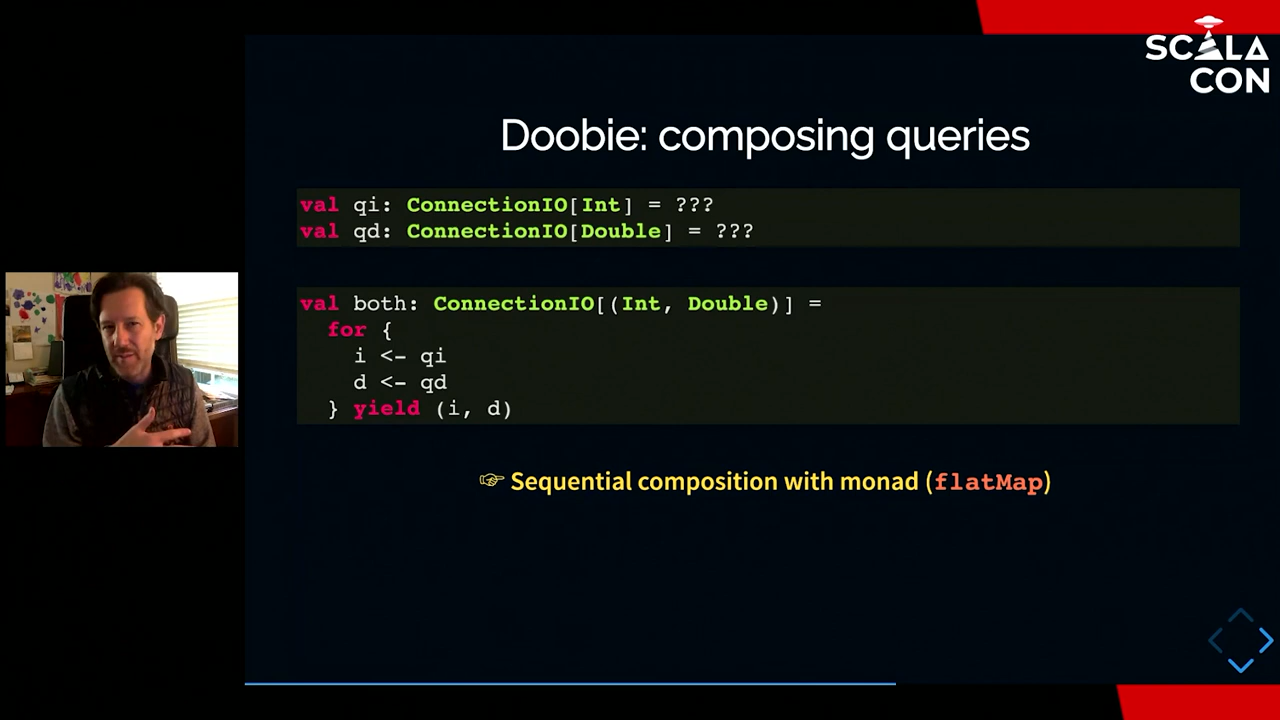 SCALA
CON
Doobie: composing queries
val qi: ConnectionIO[Int] = ???
val qd: ConnectionIO[Double] = ???
val both: ConnectionIO[(Int, Double)] =
for {
i <- qi
d <- qd
} yield (i, d)
☞ Sequential composition with monad (flatMap)